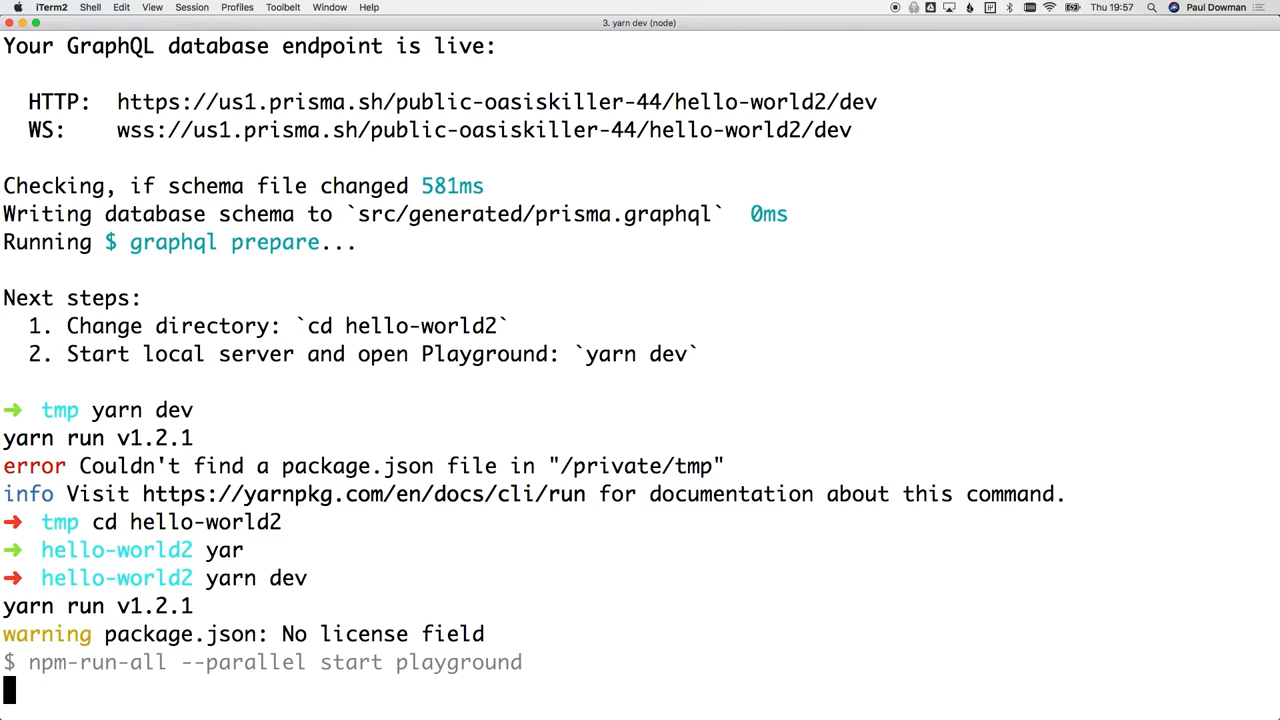 iTerm2 Shell Edit View Session Profiles Toolbelt Window Help Thu 19:57 Paul Dowman
3. yarn dev (node)
Your GraphQL database endpoint is live:
HTTP: https://us1.prisma.sh/public-oasiskiller-44/hello-world2/dev
WS: wss://us1.prisma.sh/public-oasiskiller-44/hello-world2/dev
Checking, if schema file changed 581ms
Writing database schema to `src/generated/prisma.graphql` 0ms
Running $ graphql prepare...
Next steps:
1. Change directory: `cd hello-world2`
2. Start local server and open Playground: `yarn dev`
➜ tmp yarn dev
yarn run v1.2.1
error Couldn't find a package.json file in "/private/tmp"
info Visit https://yarnpkg.com/en/docs/cli/run for documentation about this command.
➜ tmp cd hello-world2
➜ hello-world2 yar
➜ hello-world2 yarn dev
yarn run v1.2.1
warning package.json: No license field
$ npm-run-all --parallel start playground